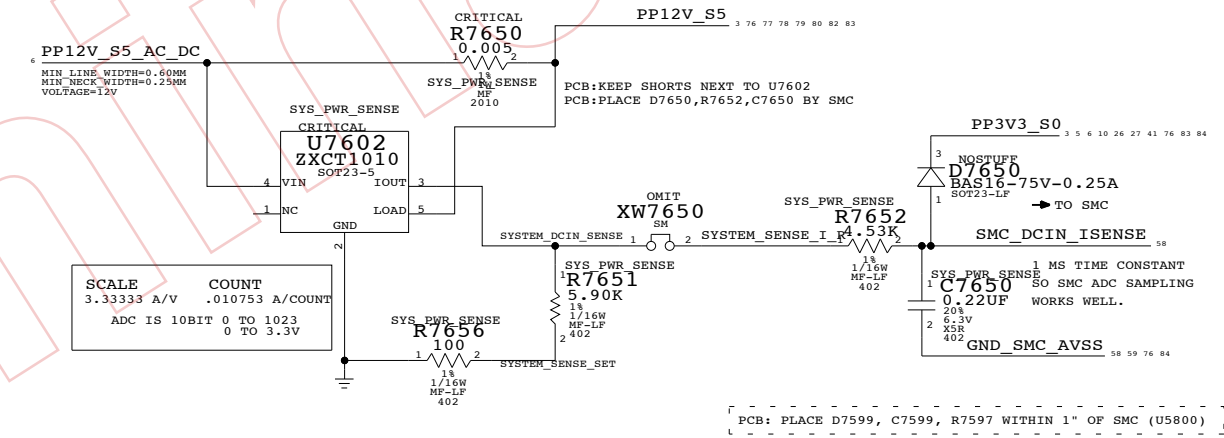 CRITICAL
R7650
0.005
1 2
1%
1W
MF
2010
SYS_PWR_SENSE
PP12V_S5
3 76 77 78 79 80 82 83
6
PP12V_S5_AC_DC
MIN_LINE_WIDTH=0.60MM
MIN_NECK_WIDTH=0.25MM
VOLTAGE=12V
PCB:KEEP SHORTS NEXT TO U7602
PCB:PLACE D7650,R7652,C7650 BY SMC
SYS_PWR_SENSE
CRITICAL
U7602
ZXCT1010
SOT23-5
4 VIN IOUT 3
1 NC LOAD 5
GND
2
PP3V3_S0
3 5 6 10 26 27 41 76 83 84
3
NOSTUFF
D7650
BAS16-75V-0.25A
SOT23-LF
1
TO SMC
OMIT
XW7650
SM
1 2
SYSTEM_DCIN_SENSE
SYSTEM_SENSE_I_R
SYS_PWR_SENSE
R7652
4.53K
1 2
1%
1/16W
MF-LF
402
SMC_DCIN_ISENSE
58
SYS_PWR_SENSE
R7651
5.90K
1
1%
1/16W
MF-LF
402
2
SYS_PWR_SENSE
C7650
0.22UF
1
20%
6.3V
X5R
402
2
1 MS TIME CONSTANT
SO SMC ADC SAMPLING
WORKS WELL.
GND_SMC_AVSS
58 59 76 84
SCALE COUNT
3.33333 A/V .010753 A/COUNT
ADC IS 10BIT 0 TO 1023
0 TO 3.3V
SYS_PWR_SENSE
R7656
100
1 2
1%
1/16W
MF-LF
402
SYSTEM_SENSE_SET
PCB: PLACE D7599, C7599, R7597 WITHIN 1" OF SMC (U5800)